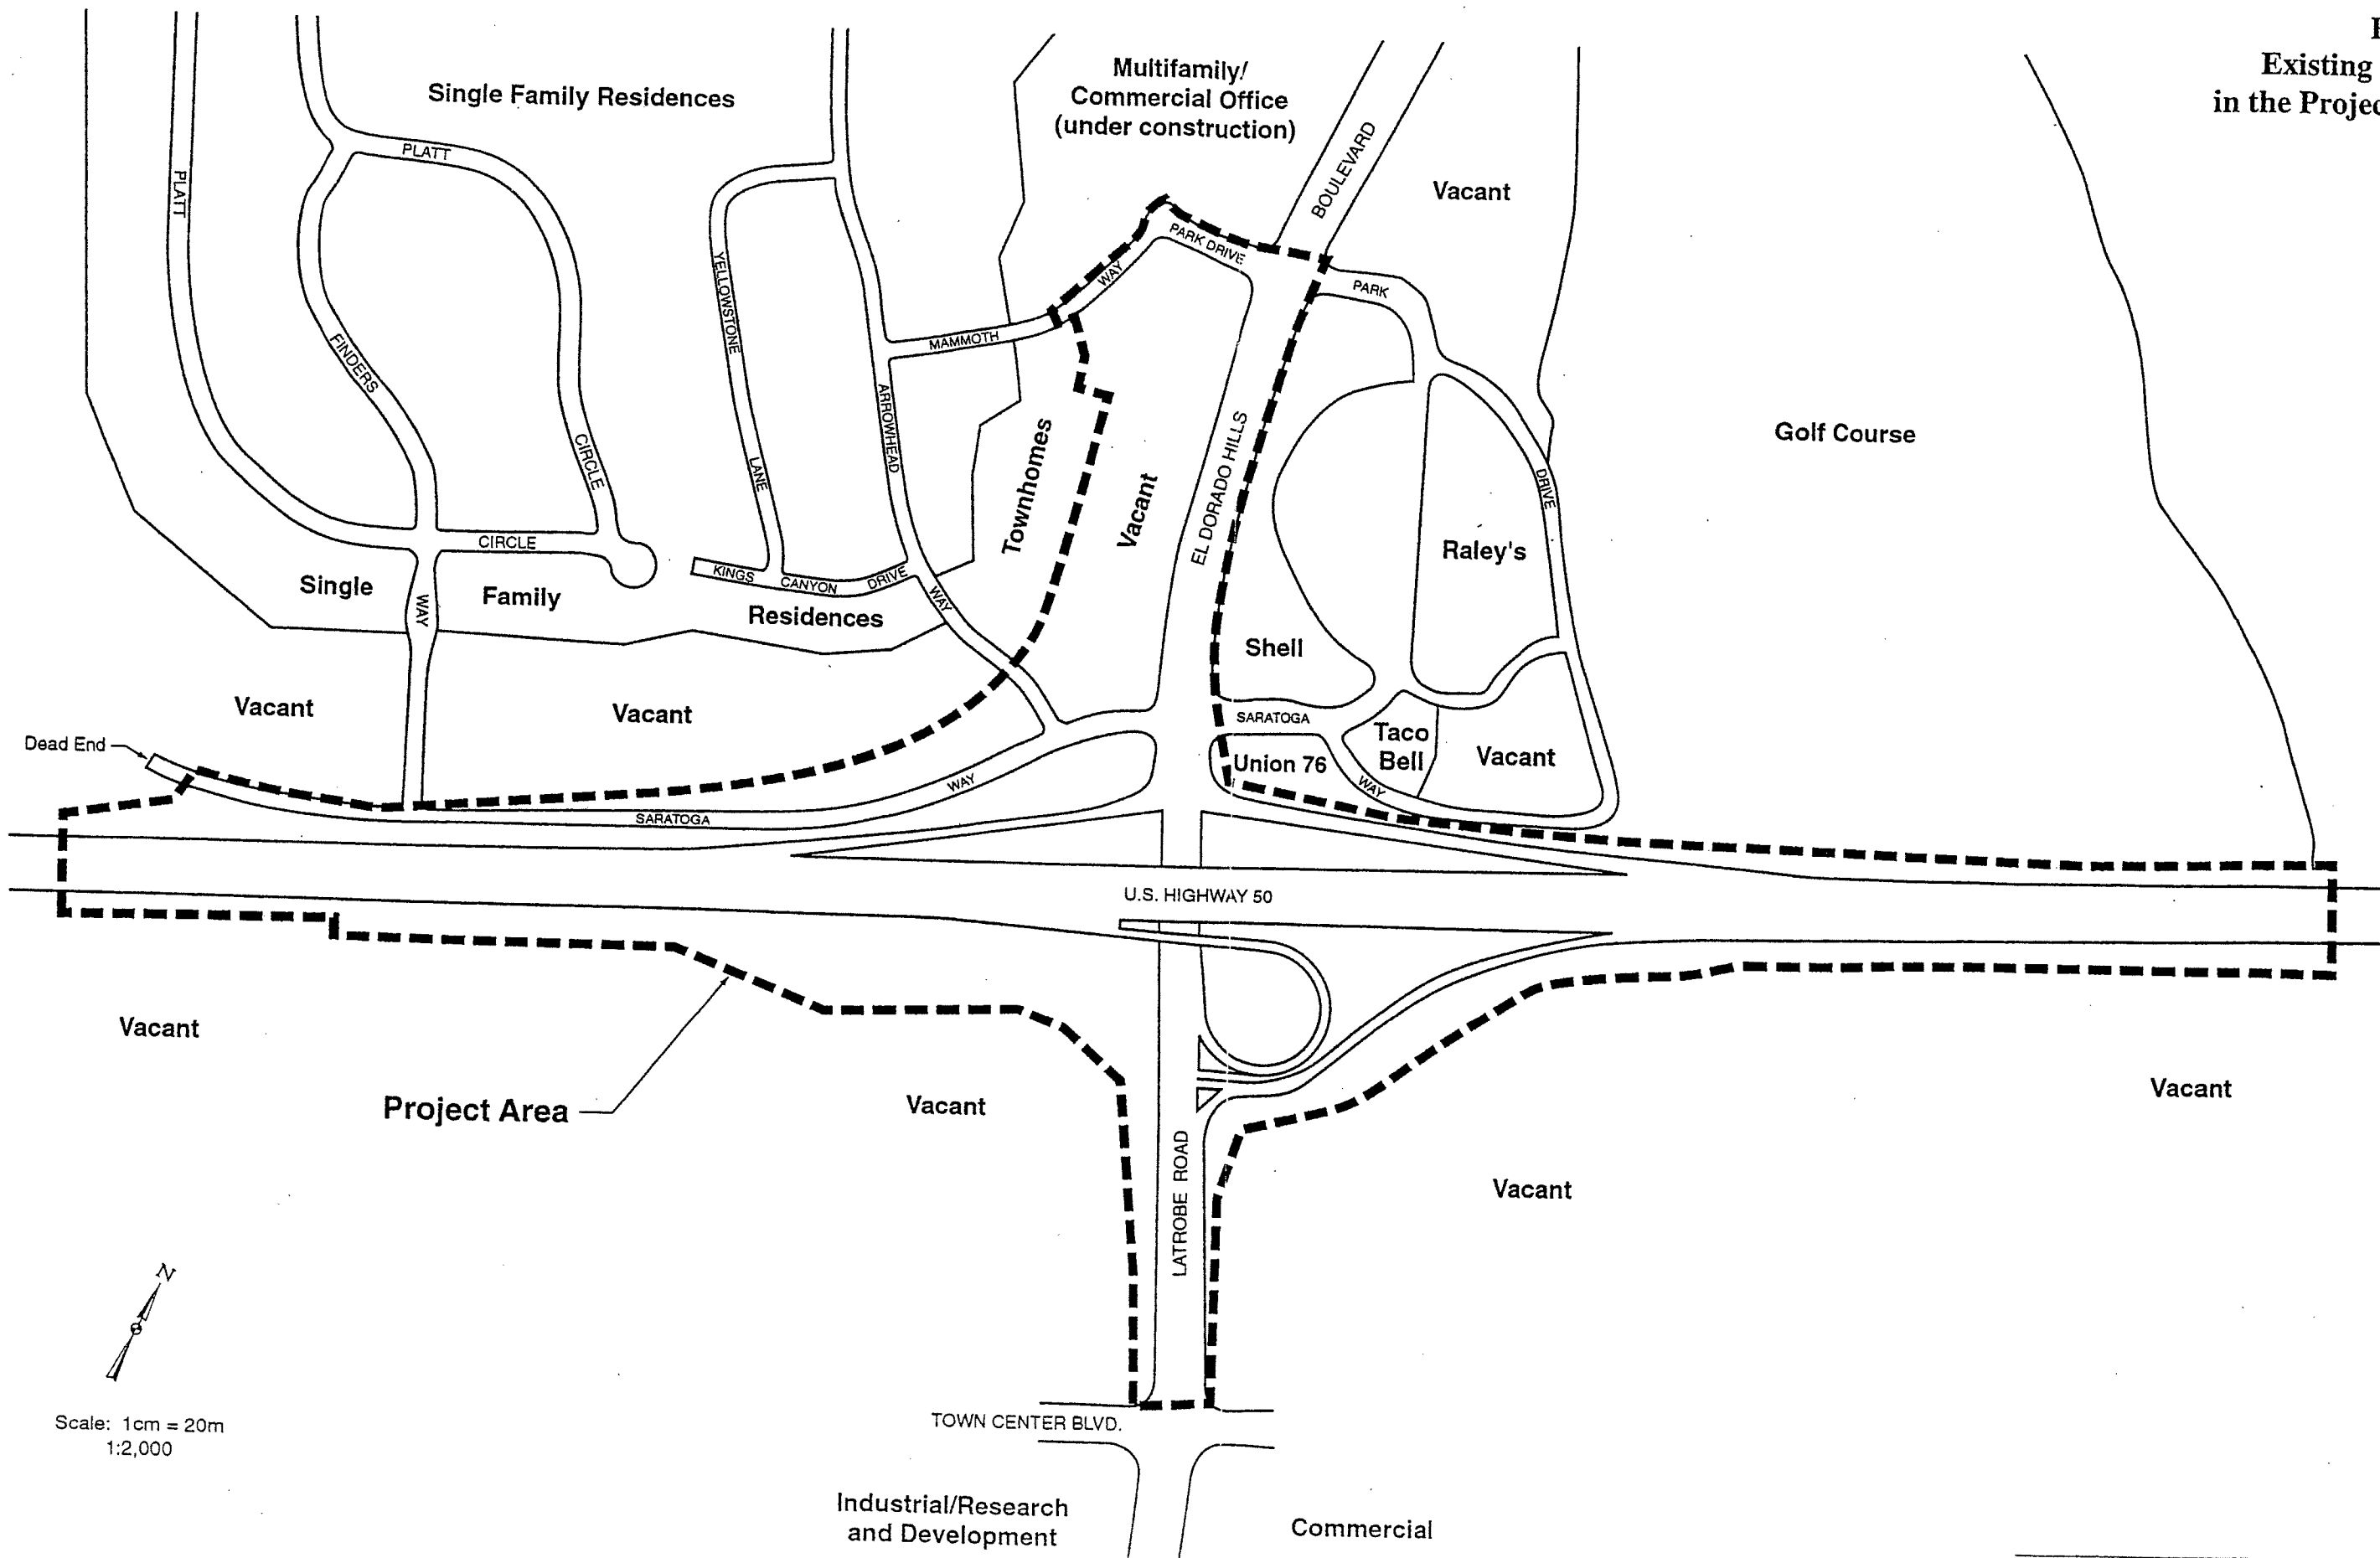 Existing
in the Projec
Single Family Residences
Multifamily/
Commercial Office
(under construction)
BOULEVARD
Vacant
PLATT
PLATT
PARK DRIVE
WAY
PARK
YELLOWSTONE
MAMMOTH
FINDERS
ARROWHEAD
CIRCLE
LANE
Townhomes
Vacant
EL DORADO HILLS
Golf Course
DRIVE
Raley's
CIRCLE
KINGS CANYON DRIVE
WAY
Single Family Residences
WAY
Shell
Vacant
Vacant
SARATOGA
Taco
Bell
Vacant
Dead End
Union 76
WAY
WAY
SARATOGA
U.S. HIGHWAY 50
Vacant
Project Area
Vacant
Vacant
LATROBE ROAD
Vacant
N
Scale: 1cm = 20m
1:2,000
TOWN CENTER BLVD.
Industrial/Research
and Development
Commercial